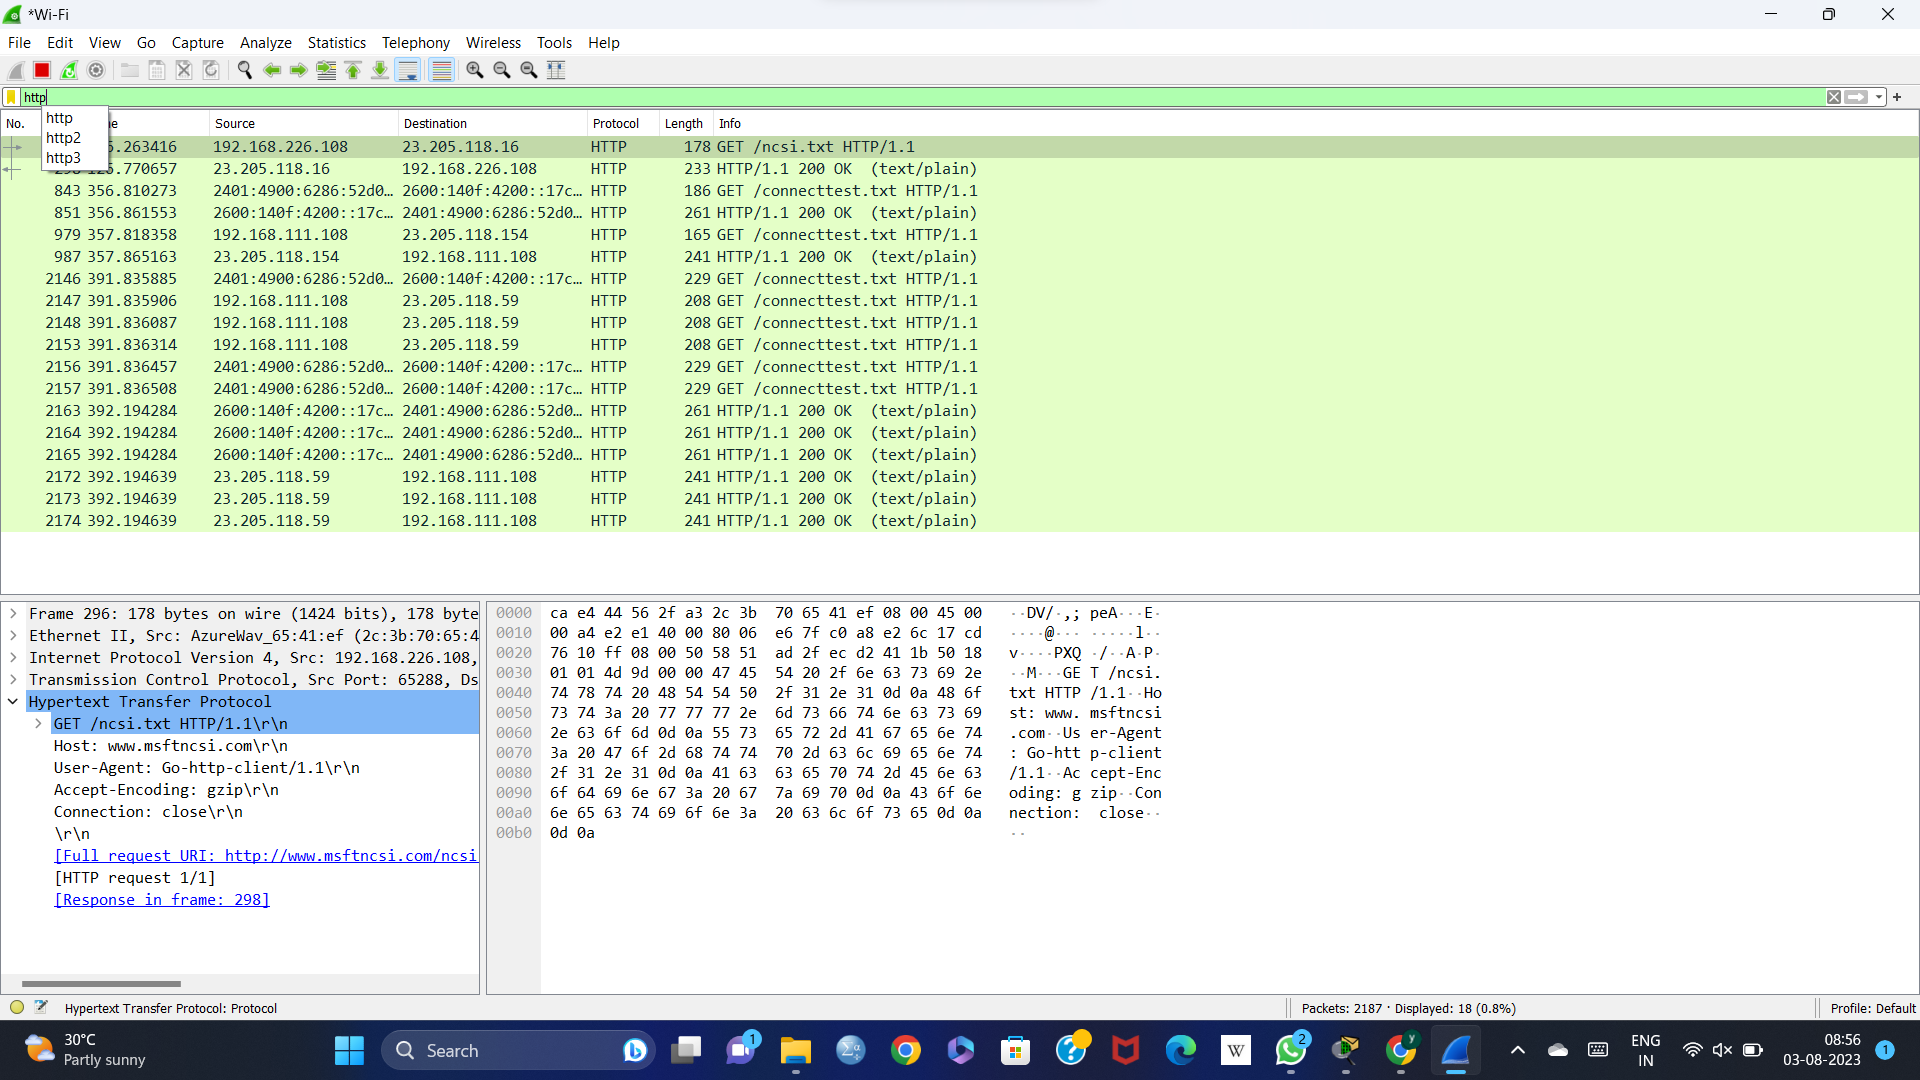 *Wi-Fi
File Edit View Go Capture Analyze Statistics Telephony Wireless Tools Help
http
http
http2
http3
No. Source Destination Protocol Length Info
.263416 192.168.226.108 23.205.118.16 HTTP 178 GET /ncsi.txt HTTP/1.1
.770657 23.205.118.16 192.168.226.108 HTTP 233 HTTP/1.1 200 OK (text/plain)
843 356.810273 2401:4900:6286:52d0… 2600:140f:4200::17c… HTTP 186 GET /connecttest.txt HTTP/1.1
851 356.861553 2600:140f:4200::17c… 2401:4900:6286:52d0… HTTP 261 HTTP/1.1 200 OK (text/plain)
979 357.818358 192.168.111.108 23.205.118.154 HTTP 165 GET /connecttest.txt HTTP/1.1
987 357.865163 23.205.118.154 192.168.111.108 HTTP 241 HTTP/1.1 200 OK (text/plain)
2146 391.835885 2401:4900:6286:52d0… 2600:140f:4200::17c… HTTP 229 GET /connecttest.txt HTTP/1.1
2147 391.835906 192.168.111.108 23.205.118.59 HTTP 208 GET /connecttest.txt HTTP/1.1
2148 391.836087 192.168.111.108 23.205.118.59 HTTP 208 GET /connecttest.txt HTTP/1.1
2153 391.836314 192.168.111.108 23.205.118.59 HTTP 208 GET /connecttest.txt HTTP/1.1
2156 391.836457 2401:4900:6286:52d0… 2600:140f:4200::17c… HTTP 229 GET /connecttest.txt HTTP/1.1
2157 391.836508 2401:4900:6286:52d0… 2600:140f:4200::17c… HTTP 229 GET /connecttest.txt HTTP/1.1
2163 392.194284 2600:140f:4200::17c… 2401:4900:6286:52d0… HTTP 261 HTTP/1.1 200 OK (text/plain)
2164 392.194284 2600:140f:4200::17c… 2401:4900:6286:52d0… HTTP 261 HTTP/1.1 200 OK (text/plain)
2165 392.194284 2600:140f:4200::17c… 2401:4900:6286:52d0… HTTP 261 HTTP/1.1 200 OK (text/plain)
2172 392.194639 23.205.118.59 192.168.111.108 HTTP 241 HTTP/1.1 200 OK (text/plain)
2173 392.194639 23.205.118.59 192.168.111.108 HTTP 241 HTTP/1.1 200 OK (text/plain)
2174 392.194639 23.205.118.59 192.168.111.108 HTTP 241 HTTP/1.1 200 OK (text/plain)
Frame 296: 178 bytes on wire (1424 bits), 178 byte
Ethernet II, Src: AzureWav_65:41:ef (2c:3b:70:65:4
Internet Protocol Version 4, Src: 192.168.226.108,
Transmission Control Protocol, Src Port: 65288, Ds
Hypertext Transfer Protocol
GET /ncsi.txt HTTP/1.1\r\n
Host: www.msftncsi.com\r\n
User-Agent: Go-http-client/1.1\r\n
Accept-Encoding: gzip\r\n
Connection: close\r\n
\r\n
[Full request URI: http://www.msftncsi.com/ncsi
[HTTP request 1/1]
[Response in frame: 298]
0000 ca e4 44 56 2f a3 2c 3b 70 65 41 ef 08 00 45 00 ··DV/·,; peA···E·
0010 00 a4 e2 e1 40 00 80 06 e6 7f c0 a8 e2 6c 17 cd ····@··· ·····l··
0020 76 10 ff 08 00 50 58 51 ad 2f ec d2 41 1b 50 18 v····PXQ ·/··A·P·
0030 01 01 4d 9d 00 00 47 45 54 20 2f 6e 63 73 69 2e ··M···GE T /ncsi.
0040 74 78 74 20 48 54 54 50 2f 31 2e 31 0d 0a 48 6f txt HTTP /1.1··Ho
0050 73 74 3a 20 77 77 77 2e 6d 73 66 74 6e 63 73 69 st: www. msftncsi
0060 2e 63 6f 6d 0d 0a 55 73 65 72 2d 41 67 65 6e 74 .com··Us er-Agent
0070 3a 20 47 6f 2d 68 74 74 70 2d 63 6c 69 65 6e 74 : Go-htt p-client
0080 2f 31 2e 31 0d 0a 41 63 63 65 70 74 2d 45 6e 63 /1.1··Ac cept-Enc
0090 6f 64 69 6e 67 3a 20 67 7a 69 70 0d 0a 43 6f 6e oding: g zip··Con
00a0 6e 65 63 74 69 6f 6e 3a 20 63 6c 6f 73 65 0d 0a nection: close··
00b0 0d 0a ··
Hypertext Transfer Protocol: Protocol
Packets: 2187 · Displayed: 18 (0.8%)
Profile: Default
30°C
Partly sunny
Search
1
W
2
y
ENG
IN
08:56
03-08-2023
1